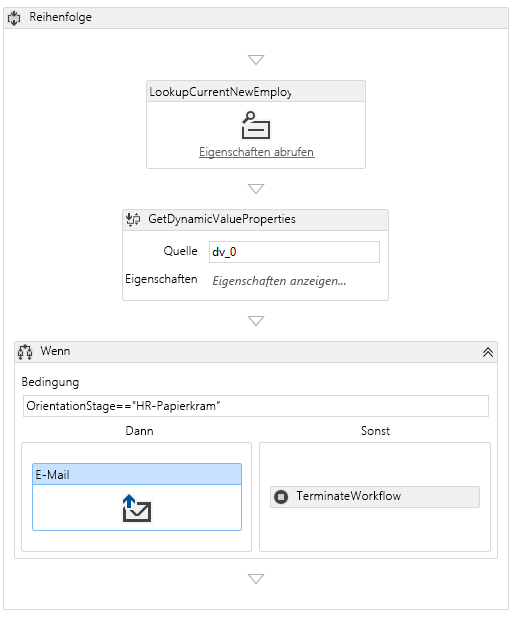 Reihenfolge
LookupCurrentNewEmploy
Eigenschaften abrufen
GetDynamicValueProperties
Quelle dv_0
Eigenschaften Eigenschaften anzeigen...
Wenn
Bedingung
OrientationStage=="HR-Papierkram"
Dann Sonst
E-Mail
TerminateWorkflow